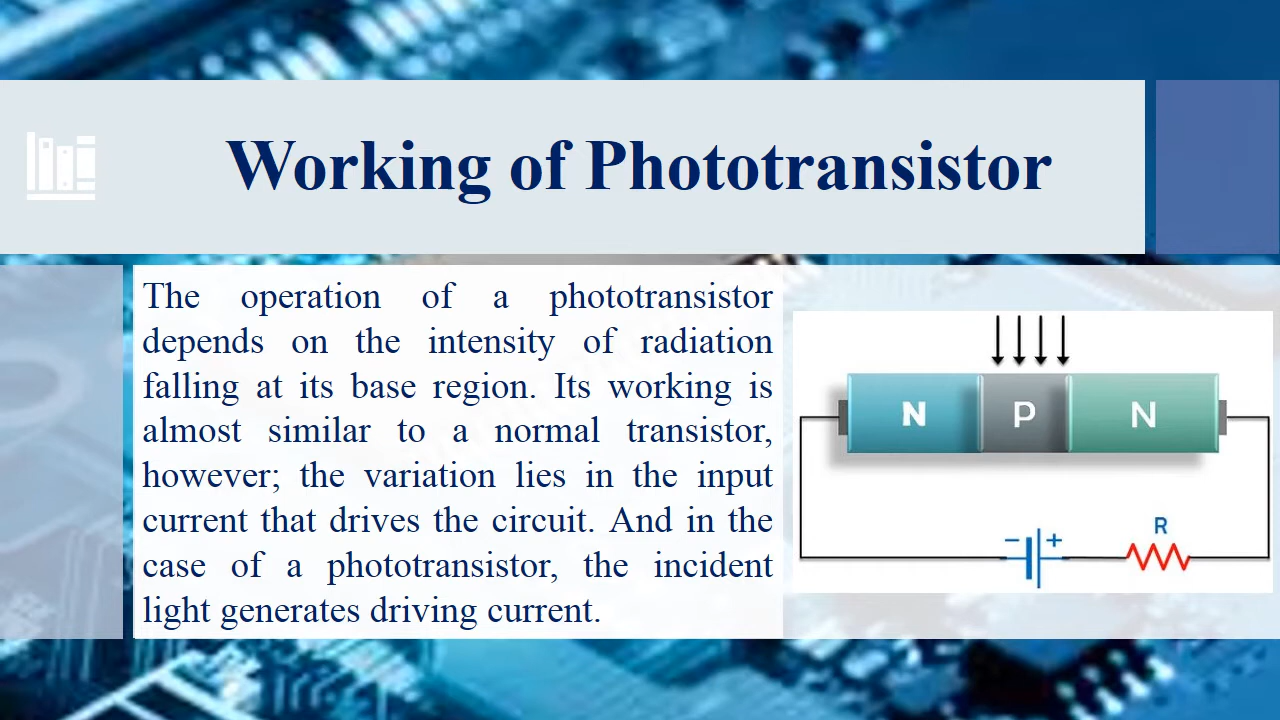 Working of Phototransistor
The operation of a phototransistor
depends on the intensity of radiation
falling at its base region. Its working is
almost similar to a normal transistor,
however; the variation lies in the input
current that drives the circuit. And in the
case of a phototransistor, the incident
light generates driving current.
N P N
R
− +